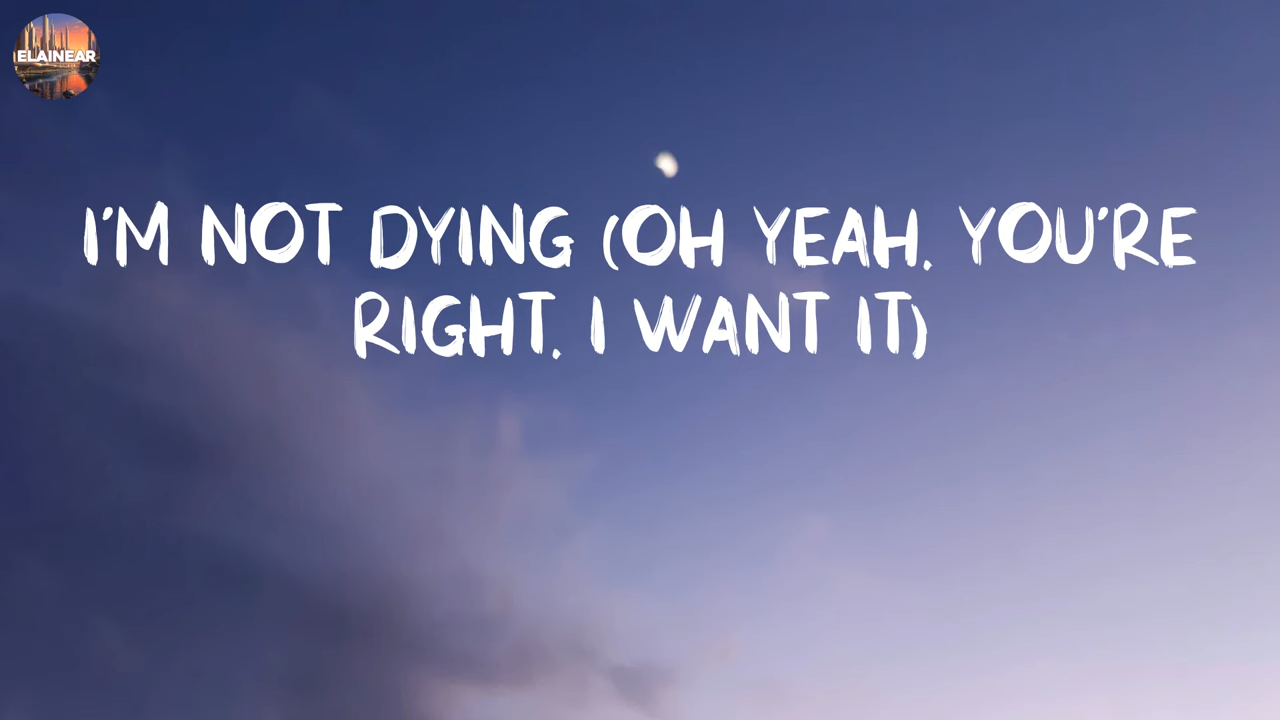 ELAINEAR
I'M NOT DYING (OH YEAH, YOU'RE
RIGHT, I WANT IT)